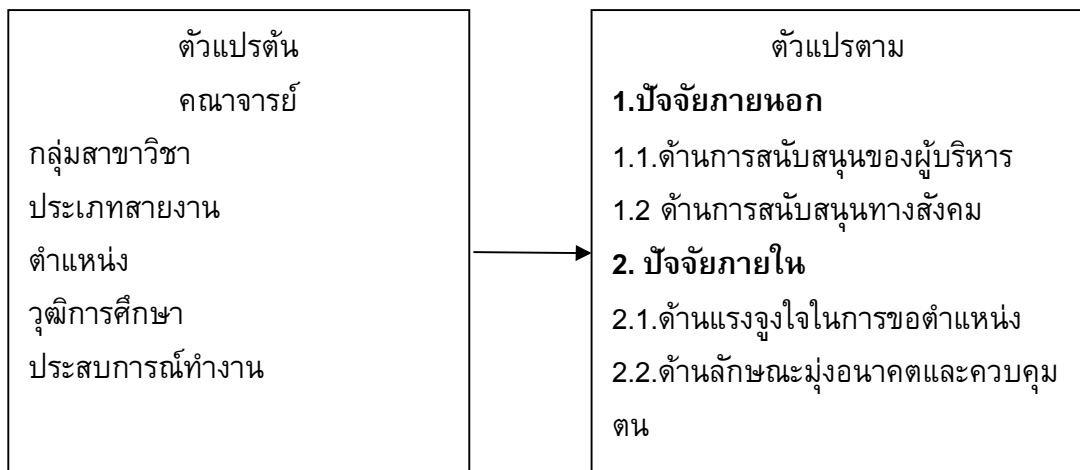 ตัวแปรต้น
คณาจารย์
กลุ่มสาขาวิชา
ประเภทสายงาน
ตำแหน่ง
วุฒิการศึกษา
ประสบการณ์ทำงาน
ตัวแปรตาม
1.ปัจจัยภายนอก
1.1.ด้านการสนับสนุนของผู้บริหาร
1.2 ด้านการสนับสนุนทางสังคม
2. ปัจจัยภายใน
2.1.ด้านแรงจูงใจในการขอตำแหน่ง
2.2.ด้านลักษณะมุ่งอนาคตและควบคุม
ตน